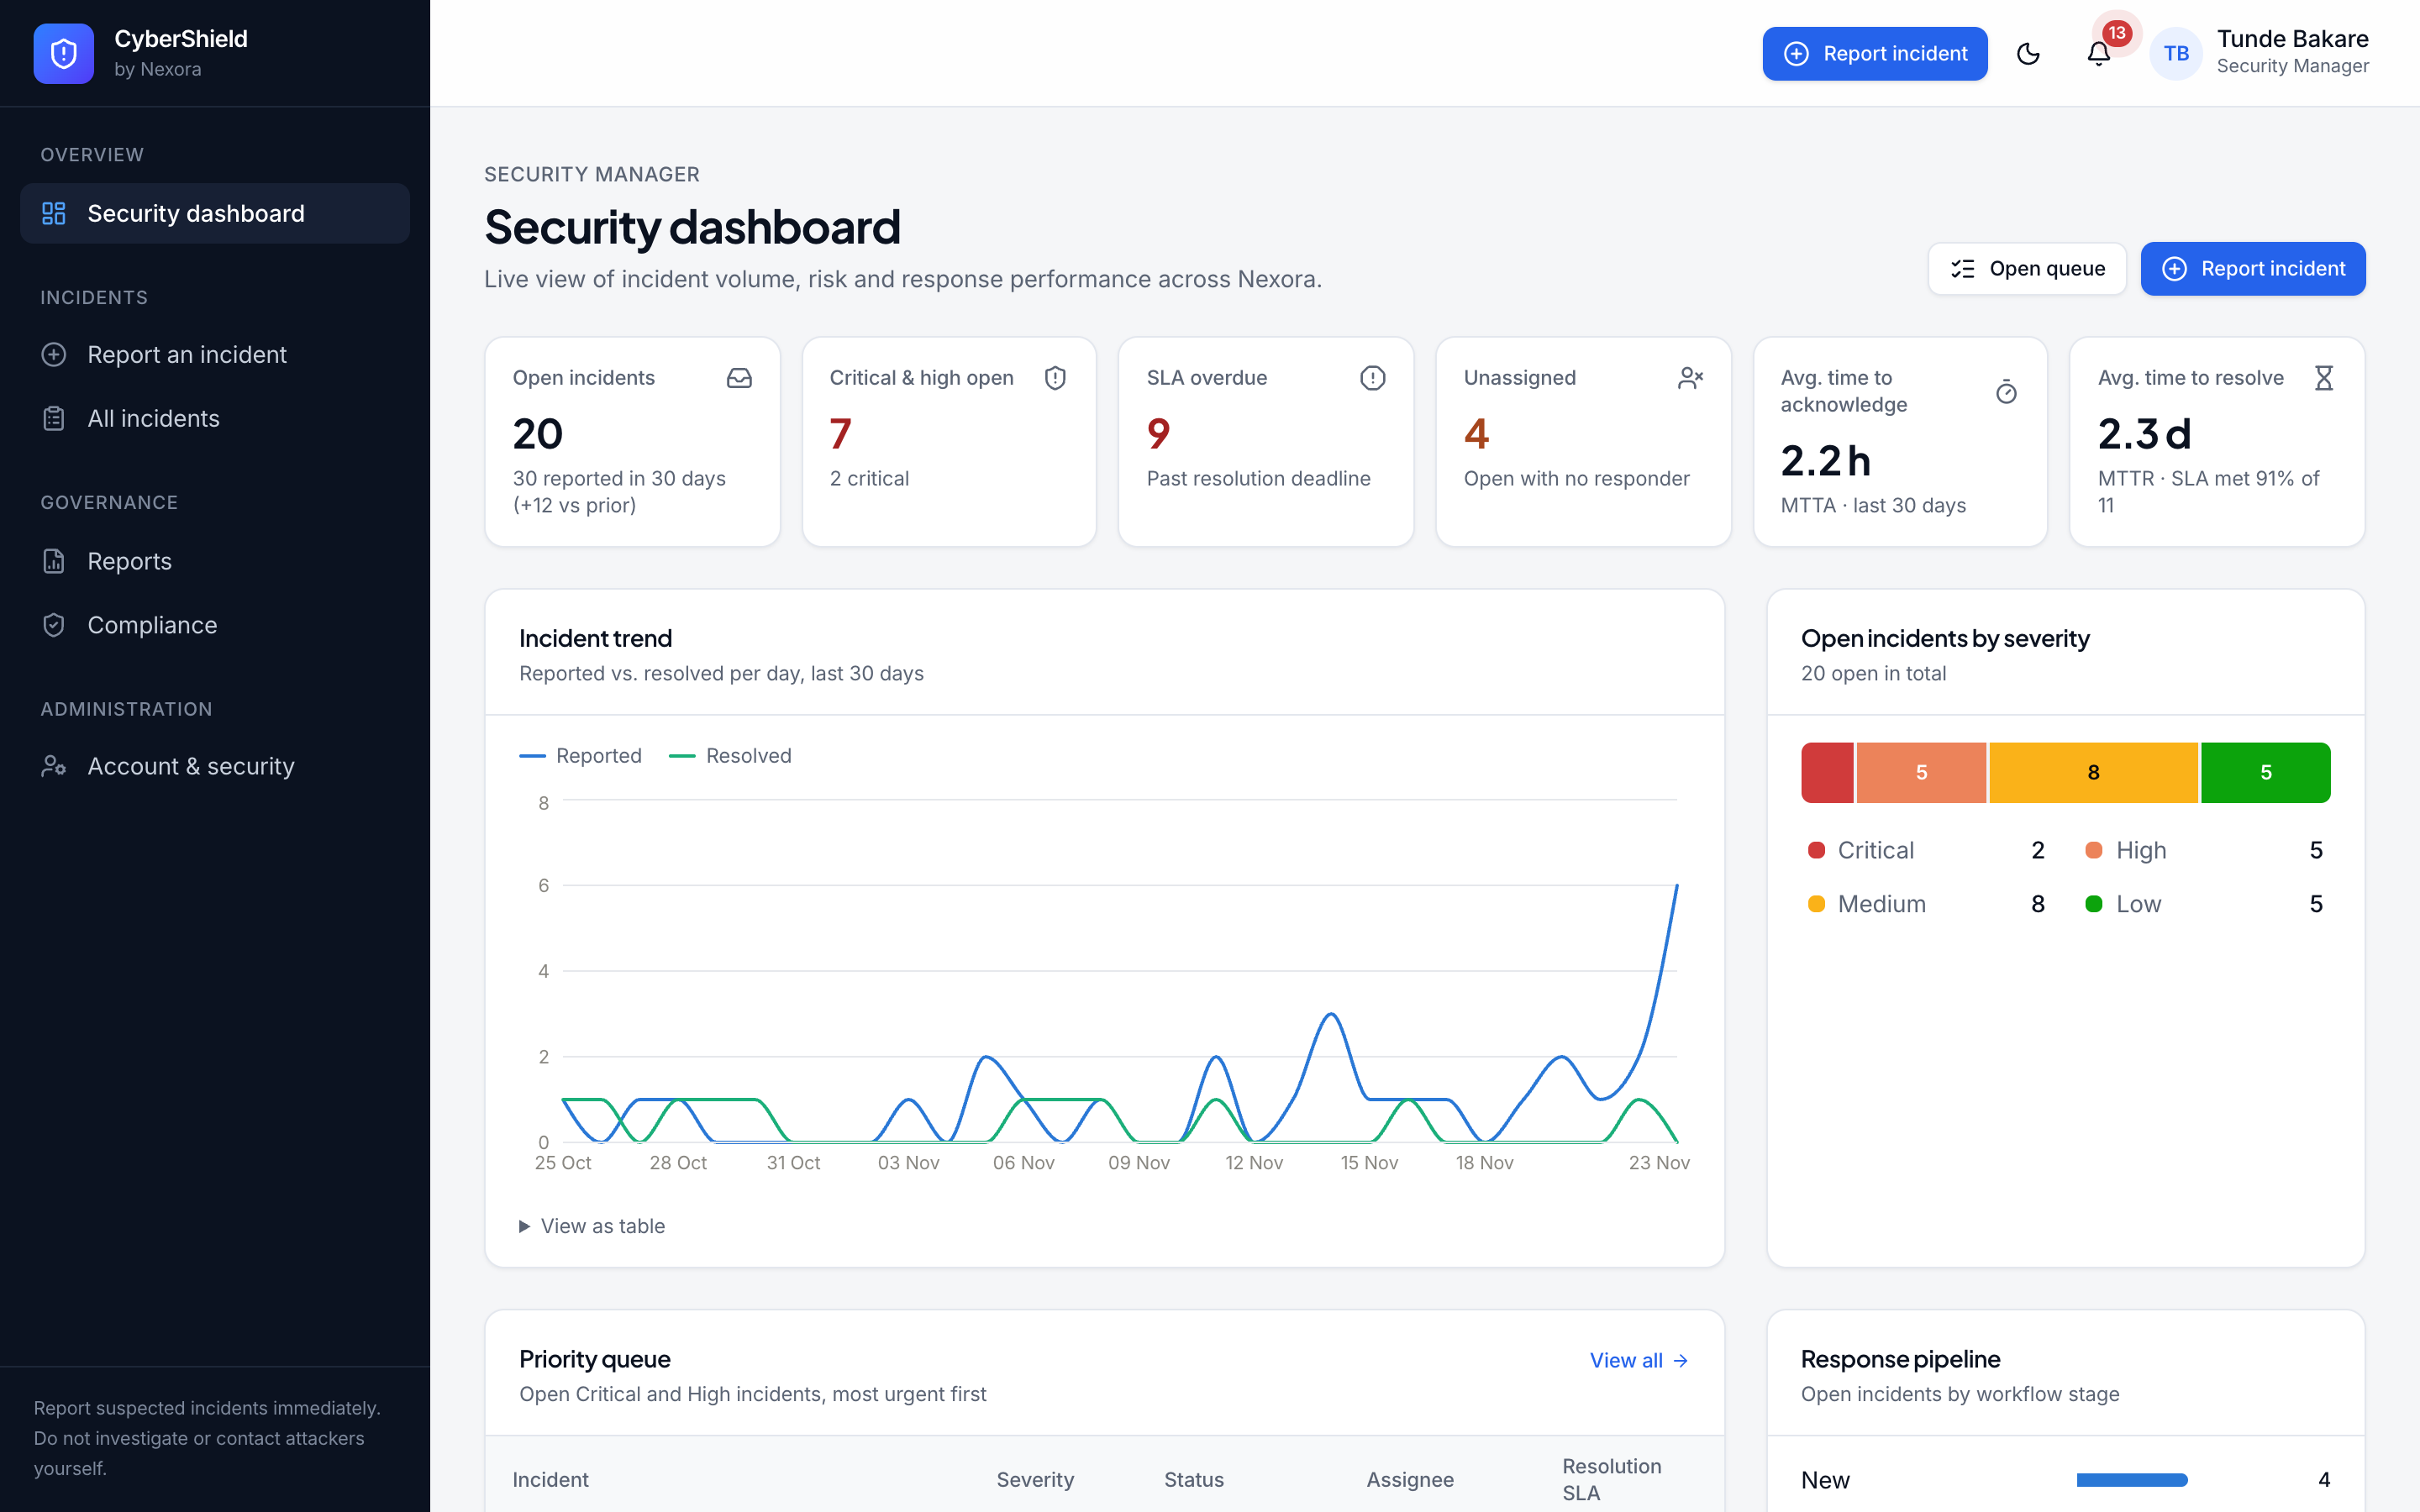 CyberShield
by Nexora
OVERVIEW
Security dashboard
INCIDENTS
Report an incident
All incidents
GOVERNANCE
Reports
Compliance
ADMINISTRATION
Account & security
Report suspected incidents immediately.
Do not investigate or contact attackers
yourself.
Report incident
13
TB
Tunde Bakare
Security Manager
SECURITY MANAGER
Security dashboard
Live view of incident volume, risk and response performance across Nexora.
Open queue
Report incident
Open incidents
20
30 reported in 30 days
(+12 vs prior)
Critical & high open
7
2 critical
SLA overdue
9
Past resolution deadline
Unassigned
4
Open with no responder
Avg. time to
acknowledge
2.2 h
MTTA · last 30 days
Avg. time to resolve
2.3 d
MTTR · SLA met 91% of
11
Incident trend
Reported vs. resolved per day, last 30 days
Reported
Resolved
8
6
4
2
0
25 Oct
28 Oct
31 Oct
03 Nov
06 Nov
09 Nov
12 Nov
15 Nov
18 Nov
23 Nov
View as table
Open incidents by severity
20 open in total
5
8
5
Critical 2
High 5
Medium 8
Low 5
Priority queue
Open Critical and High incidents, most urgent first
View all →
Incident
Severity
Status
Assignee
Resolution
SLA
Response pipeline
Open incidents by workflow stage
New 4